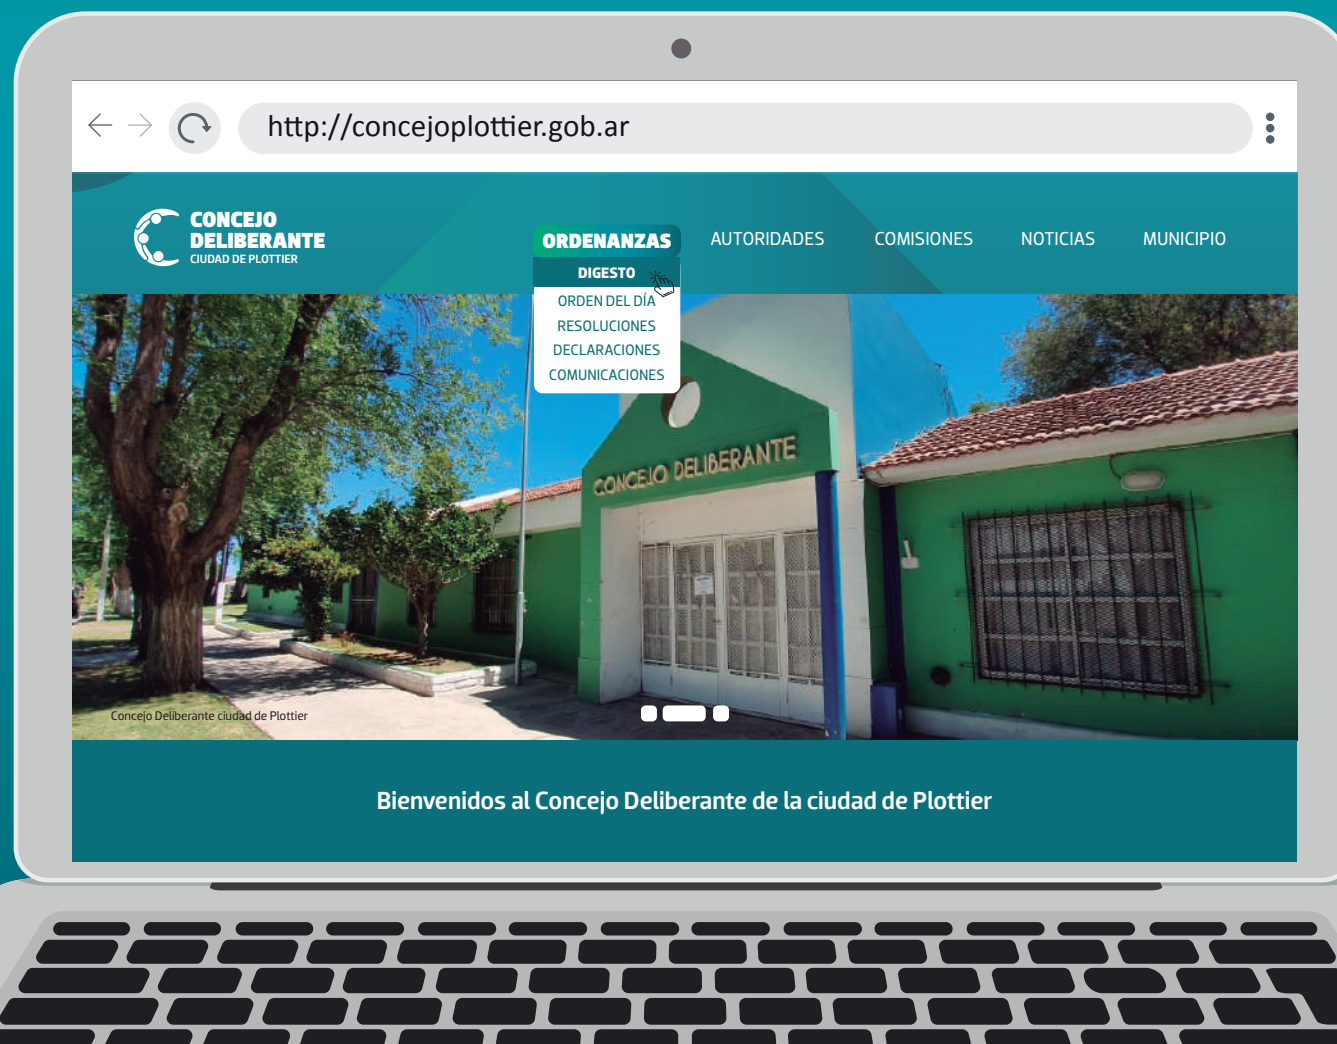 http://concejoplottier.gob.ar
CONCEJO
DELIBERANTE
CIUDAD DE PLOTTIER
ORDENANZAS
AUTORIDADES
COMISIONES
NOTICIAS
MUNICIPIO
DIGESTO
ORDEN DEL DÍA
RESOLUCIONES
DECLARACIONES
COMUNICACIONES
CONCEJO DELIBERANTE
Concejo Deliberante ciudad de Plottier
Bienvenidos al Concejo Deliberante de la ciudad de Plottier